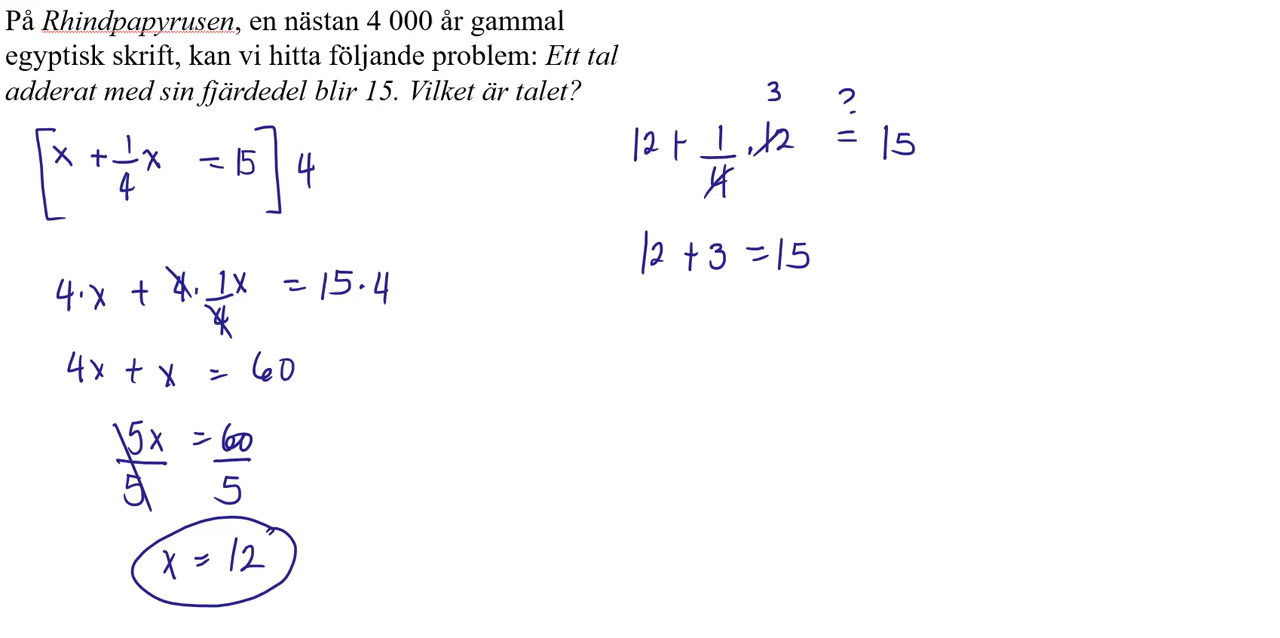 På Rhindpapyrusen, en nästan 4 000 år gammal
egyptisk skrift, kan vi hitta följande problem: Ett tal
adderat med sin fjärdedel blir 15. Vilket är talet?
[x + 1/4 x = 15] 4
4·x + 4· 1x/4 = 15·4
4x + x = 60
5x/5 = 60/5
x = 12
3 ?
12 + 1/4 · 12 = 15
12 + 3 = 15